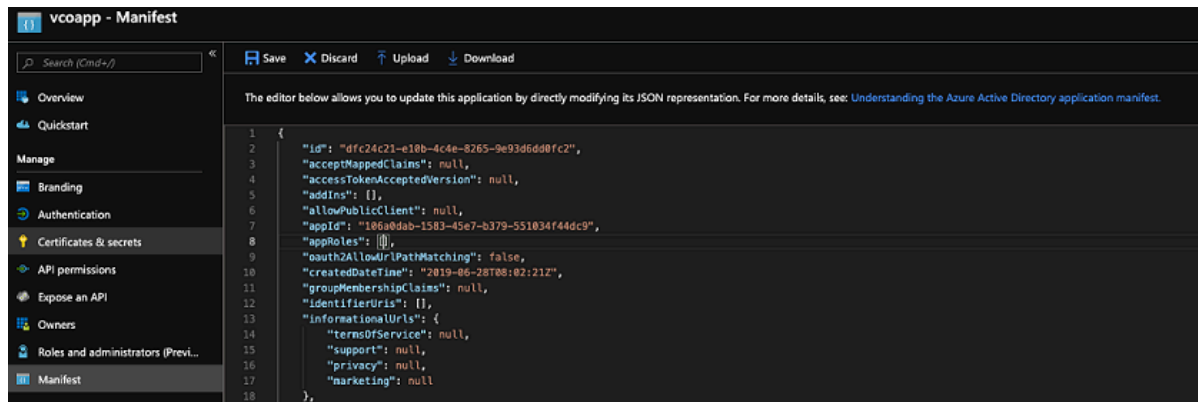 vcoapp - Manifest
Search (Cmd+/)
«
Overview
Quickstart
Manage
Branding
Authentication
Certificates & secrets
API permissions
Expose an API
Owners
Roles and administrators (Previ...
Manifest
Save Discard Upload Download
The editor below allows you to update this application by directly modifying its JSON representation. For more details, see: Understanding the Azure Active Directory application manifest.
1 {
2 "id": "dfc24c21-e10b-4c4e-8265-9e93d6dd0fc2",
3 "acceptMappedClaims": null,
4 "accessTokenAcceptedVersion": null,
5 "addIns": [],
6 "allowPublicClient": null,
7 "appId": "106a0dab-1583-45e7-b379-551034f44dc9",
8 "appRoles": [],
9 "oauth2AllowUrlPathMatching": false,
10 "createdDateTime": "2019-06-28T08:02:21Z",
11 "groupMembershipClaims": null,
12 "identifierUris": [],
13 "informationalUrls": {
14 "termsOfService": null,
15 "support": null,
16 "privacy": null,
17 "marketing": null
18 },